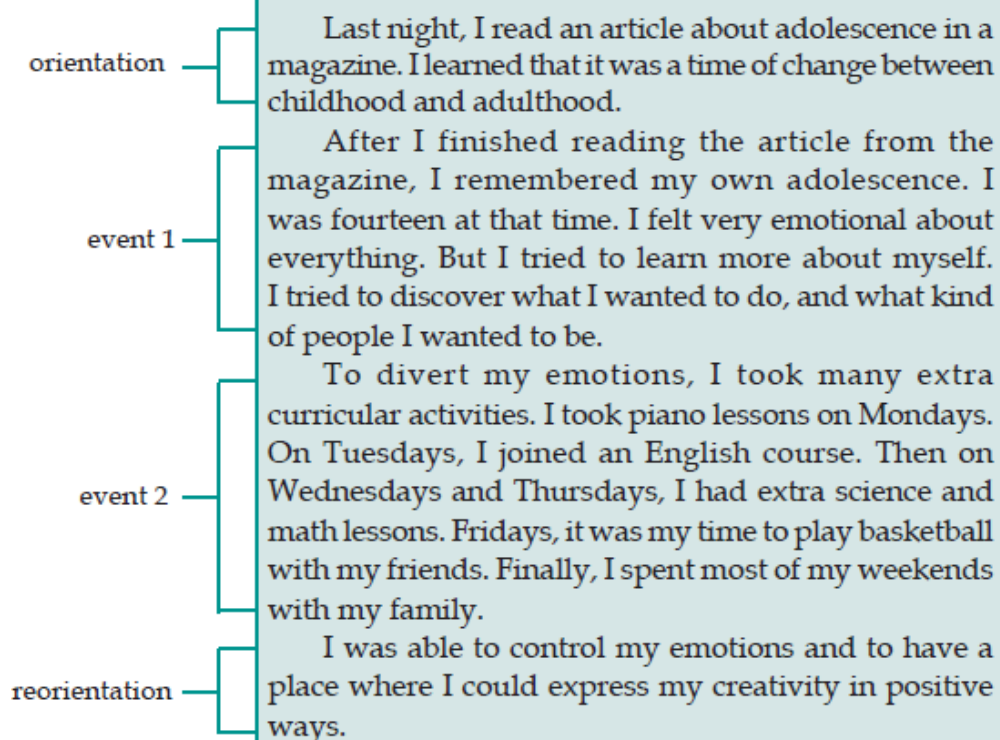 orientation
Last night, I read an article about adolescence in a
magazine. I learned that it was a time of change between
childhood and adulthood.
event 1
After I finished reading the article from the
magazine, I remembered my own adolescence. I
was fourteen at that time. I felt very emotional about
everything. But I tried to learn more about myself.
I tried to discover what I wanted to do, and what kind
of people I wanted to be.
event 2
To divert my emotions, I took many extra
curricular activities. I took piano lessons on Mondays.
On Tuesdays, I joined an English course. Then on
Wednesdays and Thursdays, I had extra science and
math lessons. Fridays, it was my time to play basketball
with my friends. Finally, I spent most of my weekends
with my family.
reorientation
I was able to control my emotions and to have a
place where I could express my creativity in positive
ways.